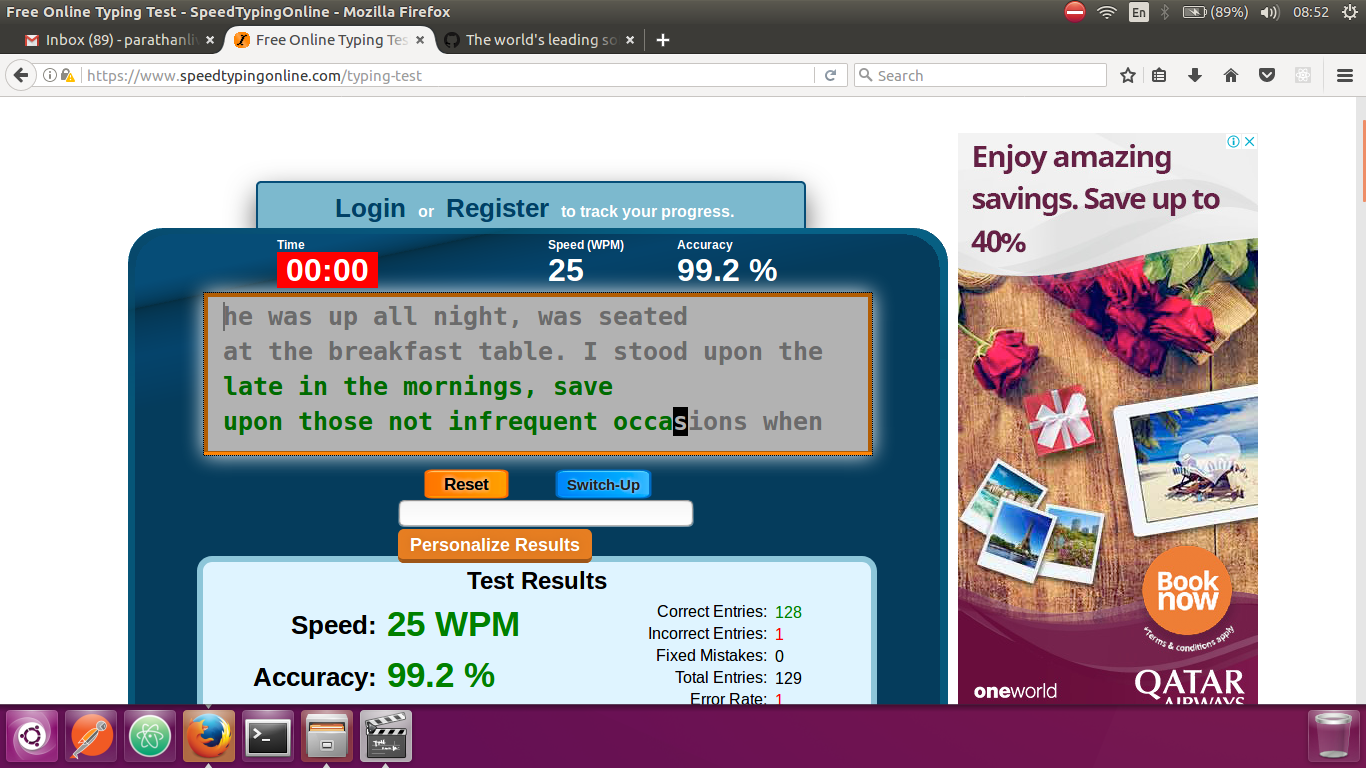 Free Online Typing Test - SpeedTypingOnline - Mozilla Firefox
En
(89%)
08:52
Inbox (89) - parathanliv
Free Online Typing Tes
The world's leading so
https://www.speedtypingonline.com/typing-test
Search
Login or Register to track your progress.
Time
Speed (WPM)
Accuracy
00:00
25
99.2 %
he was up all night, was seated
at the breakfast table. I stood upon the
late in the mornings, save
upon those not infrequent occasions when
Reset
Switch-Up
Personalize Results
Test Results
Speed: 25 WPM
Accuracy: 99.2 %
Correct Entries: 128
Incorrect Entries: 1
Fixed Mistakes: 0
Total Entries: 129
Error Rate: 1
Enjoy amazing
savings. Save up to
40%
Book
now
*Terms & conditions apply
oneworld
QATAR
AIRWAYS